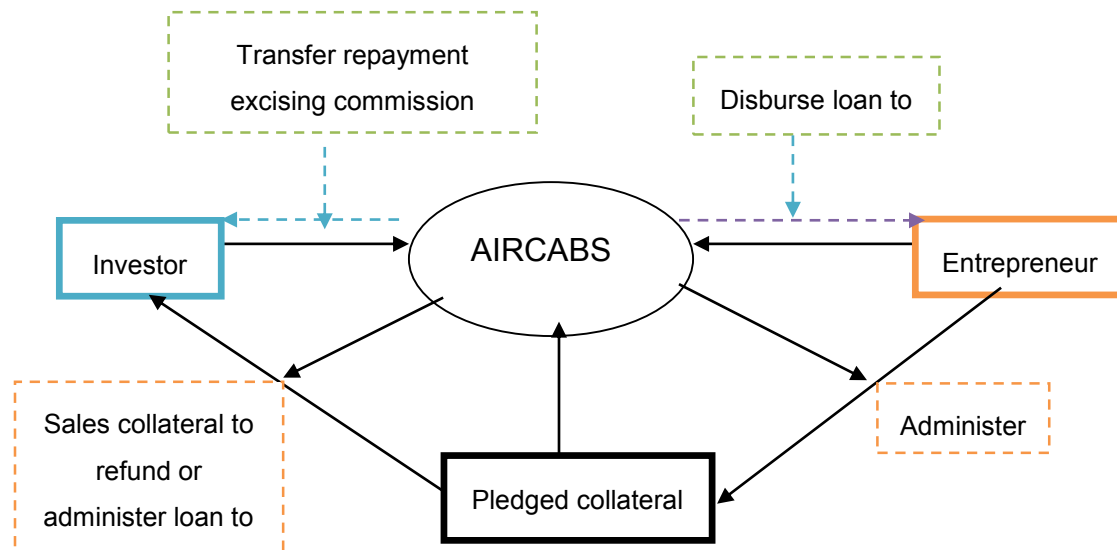 Transfer repayment
excising commission
Disburse loan to
AIRCABS
Investor
Entrepreneur
Sales collateral to
refund or
administer loan to
Administer
Pledged collateral